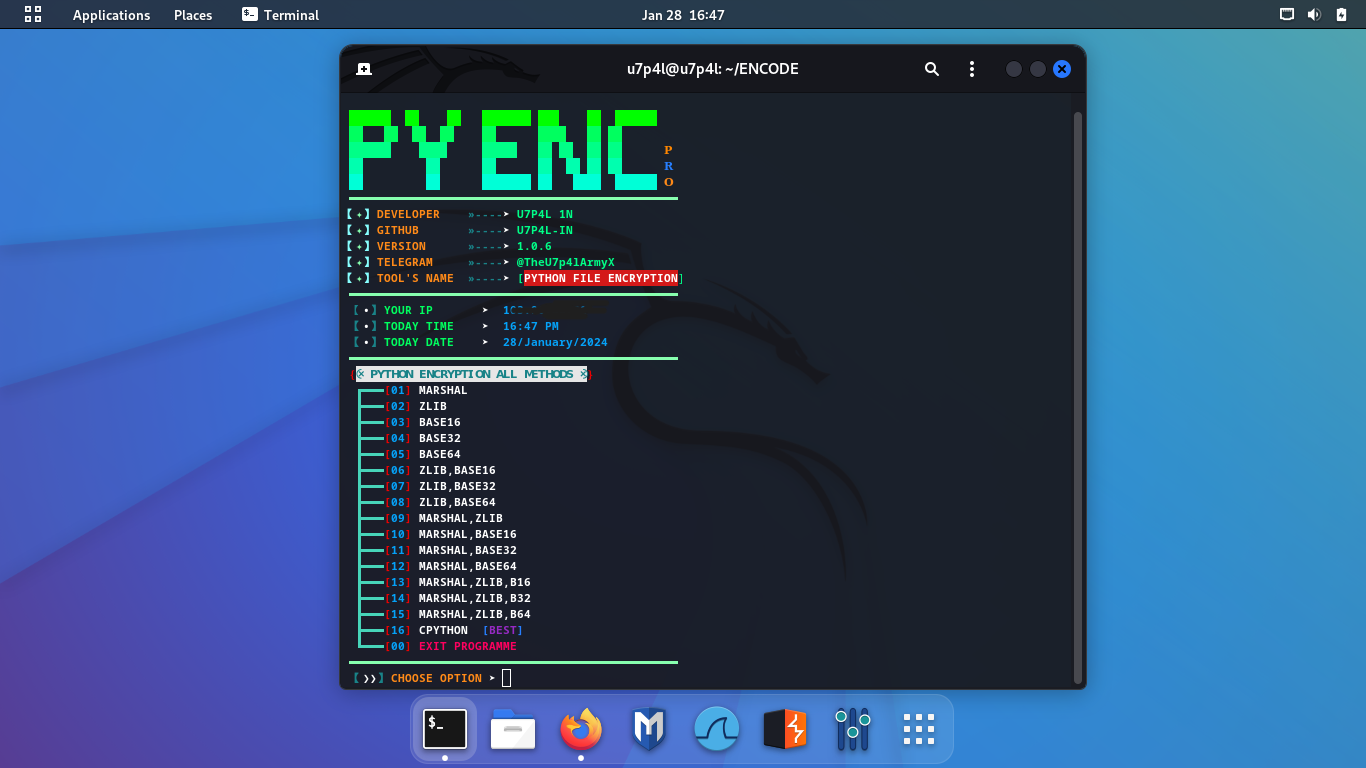 Applications Places Terminal Jan 28 16:47
u7p4l@u7p4l: ~/ENCODE
PYENC
P
R
O
【✦】DEVELOPER »----➤ U7P4L 1N
【✦】GITHUB »----➤ U7P4L-IN
【✦】VERSION »----➤ 1.0.6
【✦】TELEGRAM »----➤ @TheU7p4lArmyX
【✦】TOOL'S NAME »----➤ [PYTHON FILE ENCRYPTION]
【•】YOUR IP ➤
【•】TODAY TIME ➤ 16:47 PM
【•】TODAY DATE ➤ 28/January/2024
{※ PYTHON ENCRYPTION ALL METHODS ※}
[01] MARSHAL
[02] ZLIB
[03] BASE16
[04] BASE32
[05] BASE64
[06] ZLIB,BASE16
[07] ZLIB,BASE32
[08] ZLIB,BASE64
[09] MARSHAL,ZLIB
[10] MARSHAL,BASE16
[11] MARSHAL,BASE32
[12] MARSHAL,BASE64
[13] MARSHAL,ZLIB,B16
[14] MARSHAL,ZLIB,B32
[15] MARSHAL,ZLIB,B64
[16] CPYTHON [BEST]
[00] EXIT PROGRAMME
【❯❯】CHOOSE OPTION ➤
$_